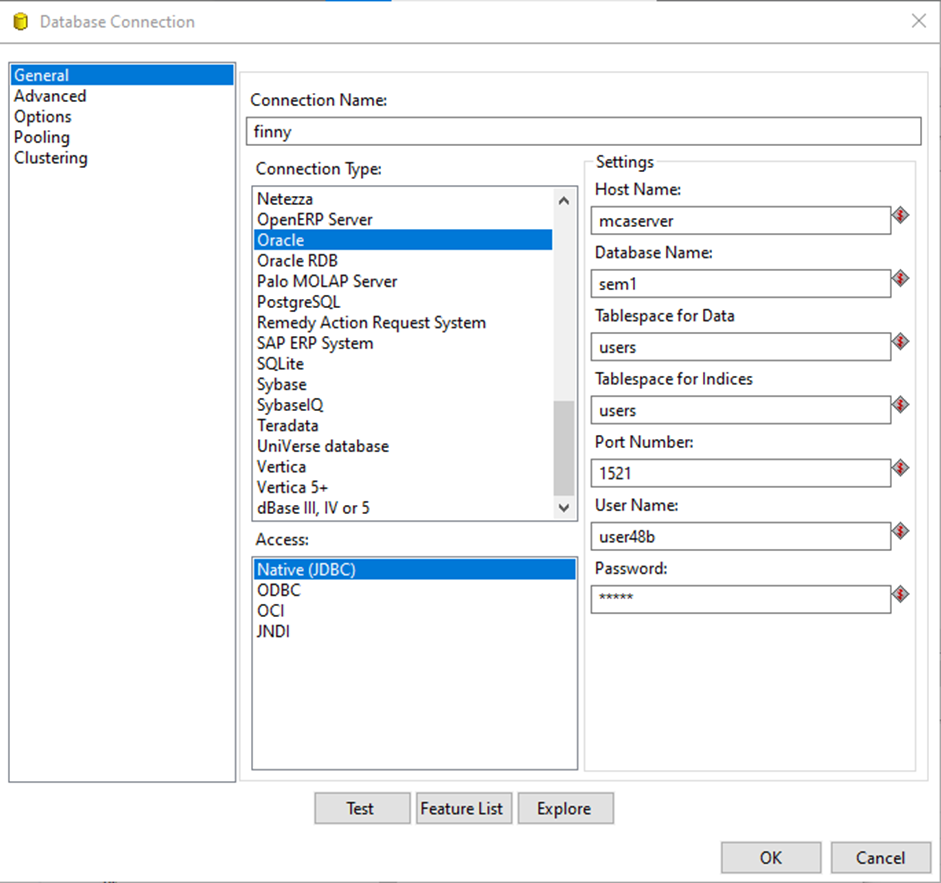 Database Connection
General
Advanced
Options
Pooling
Clustering
Connection Name:
finny
Connection Type:
Netezza
OpenERP Server
Oracle
Oracle RDB
Palo MOLAP Server
PostgreSQL
Remedy Action Request System
SAP ERP System
SQLite
Sybase
SybaseIQ
Teradata
UniVerse database
Vertica
Vertica 5+
dBase III, IV or 5
Access:
Native (JDBC)
ODBC
OCI
JNDI
Settings
Host Name:
mcaserver
Database Name:
sem1
Tablespace for Data
users
Tablespace for Indices
users
Port Number:
1521
User Name:
user48b
Password:
*****
Test
Feature List
Explore
OK
Cancel